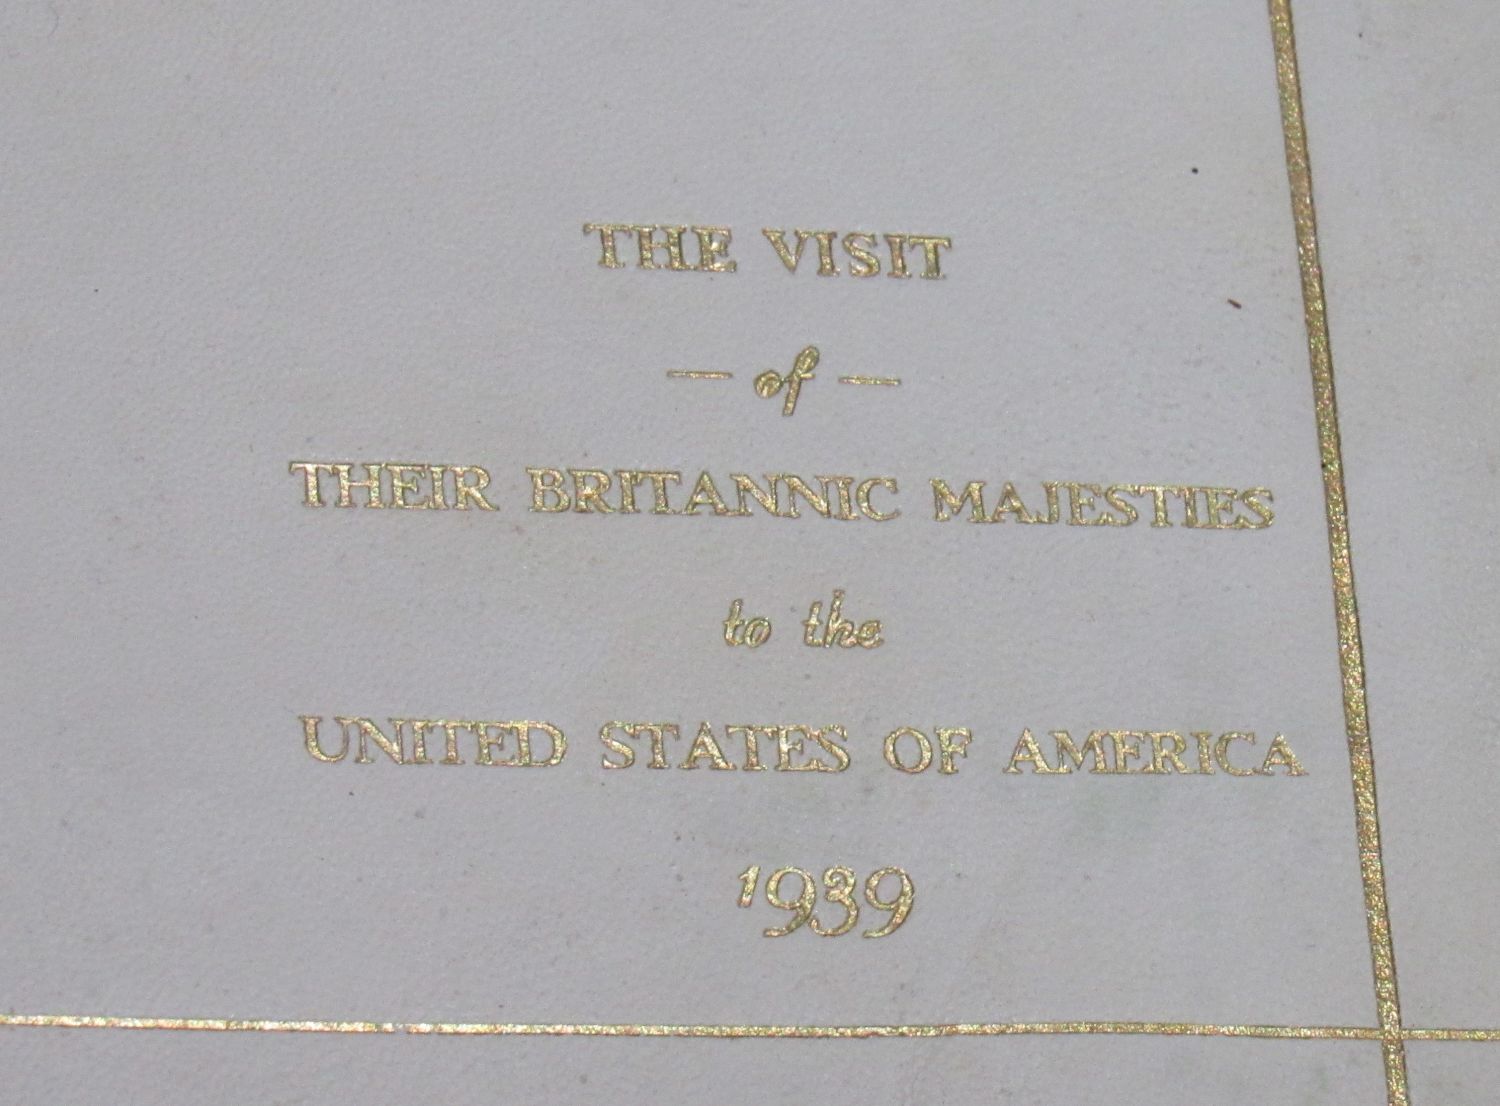 THE VISIT
— of —
THEIR BRITANNIC MAJESTIES
to the
UNITED STATES OF AMERICA
1939